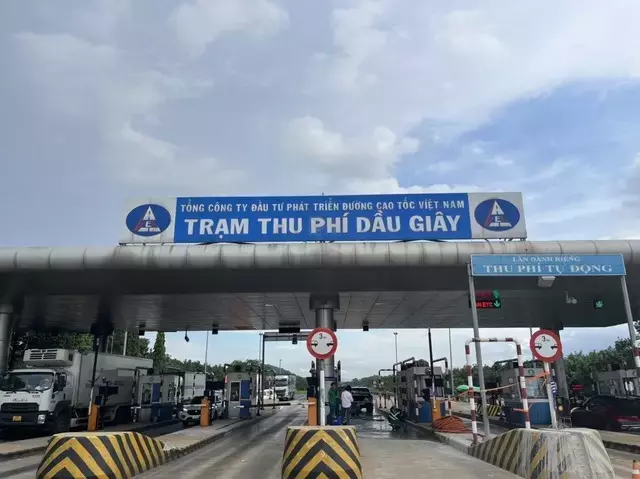 TỔNG CÔNG TY ĐẦU TƯ PHÁT TRIỂN ĐƯỜNG CAO TỐC VIỆT NAM
TRẠM THU PHÍ DẦU GIÂY
LÀN DÀNH RIÊNG
THU PHÍ TỰ ĐỘNG